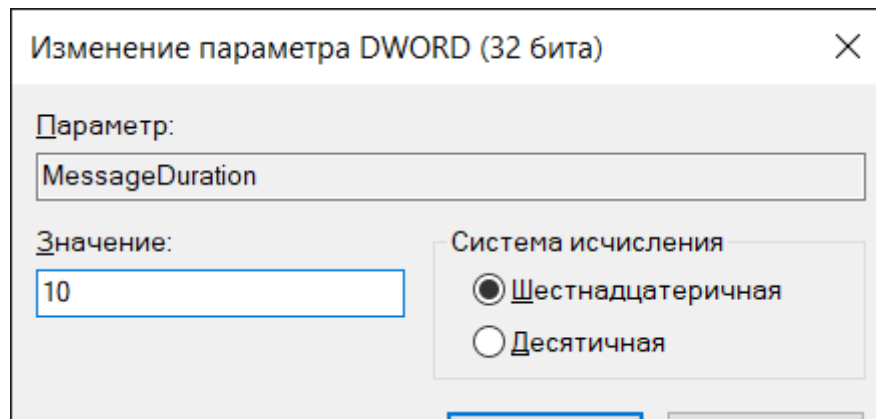 Изменение параметра DWORD (32 бита)
Параметр:
MessageDuration
Значение:
10
Система исчисления
Шестнадцатеричная
Десятичная